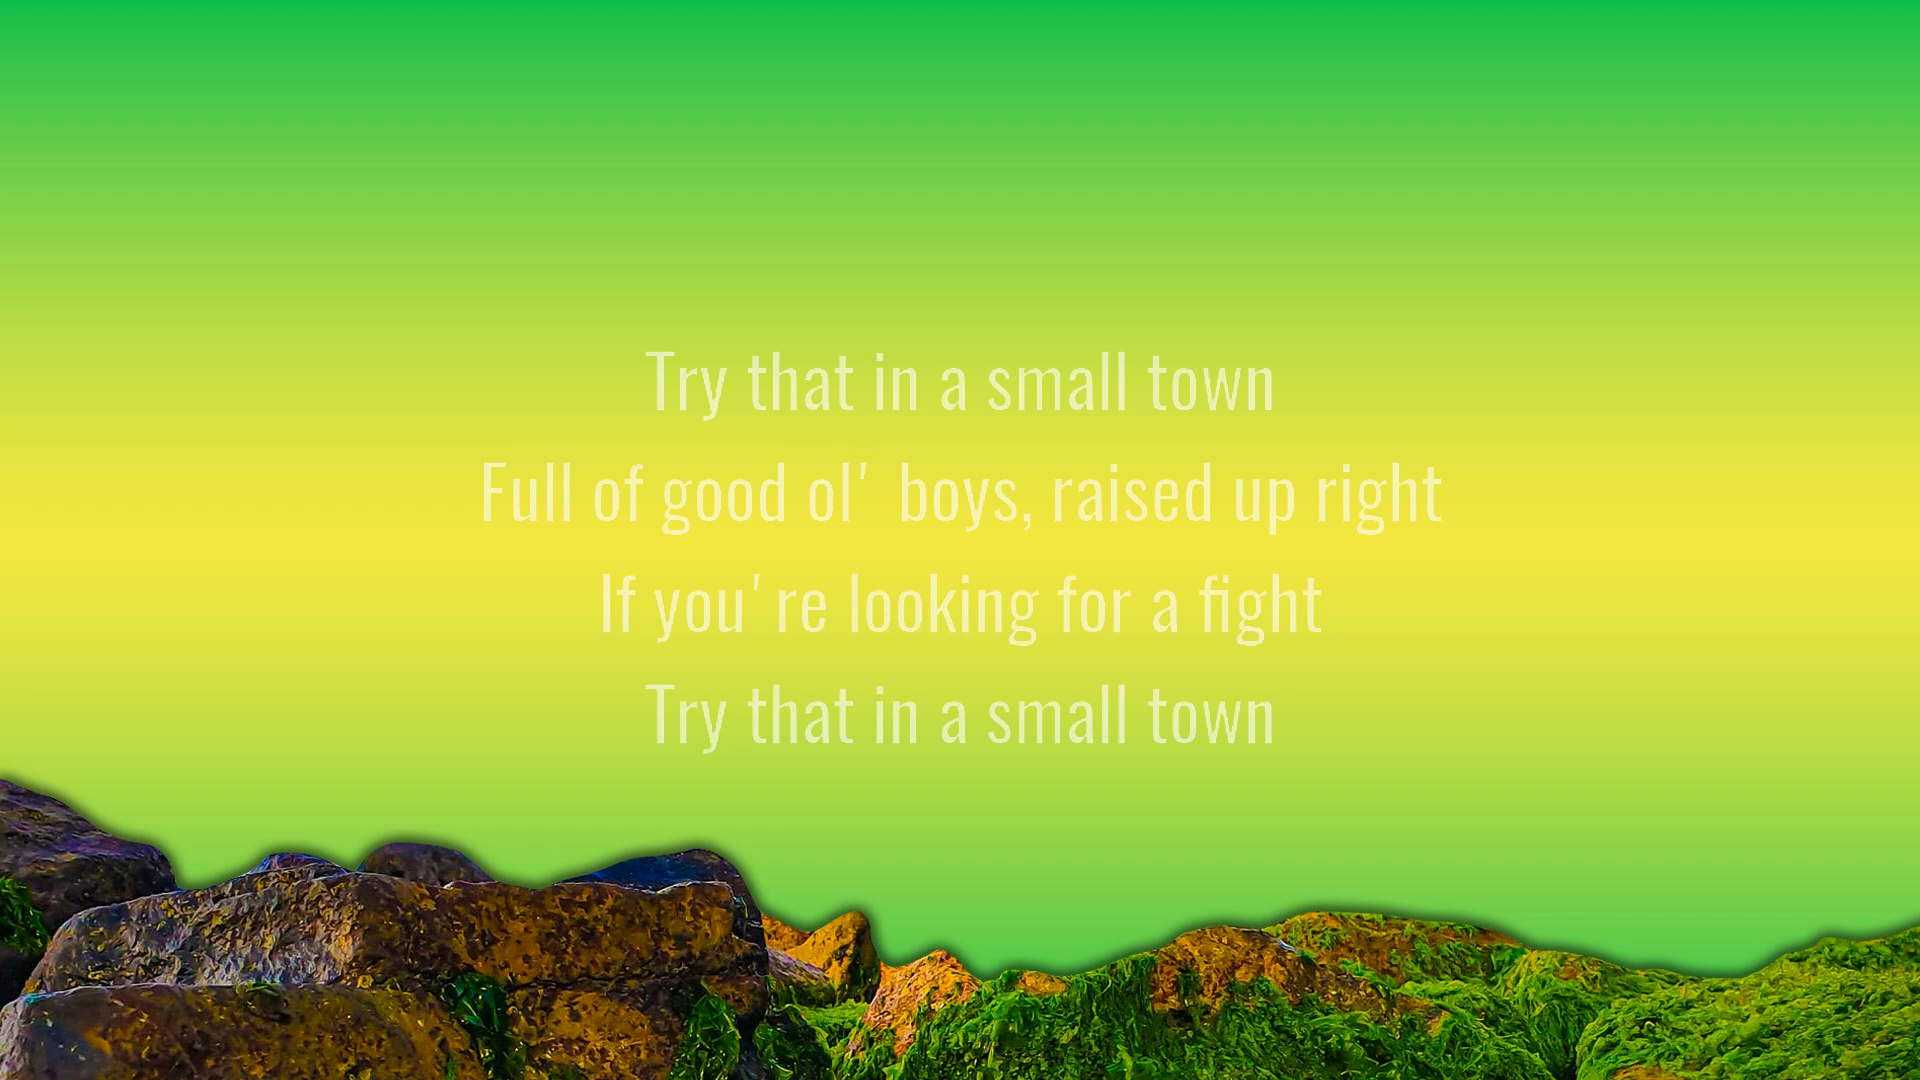 Try that in a small town
Full of good ol' boys, raised up right
If you're looking for a fight
Try that in a small town